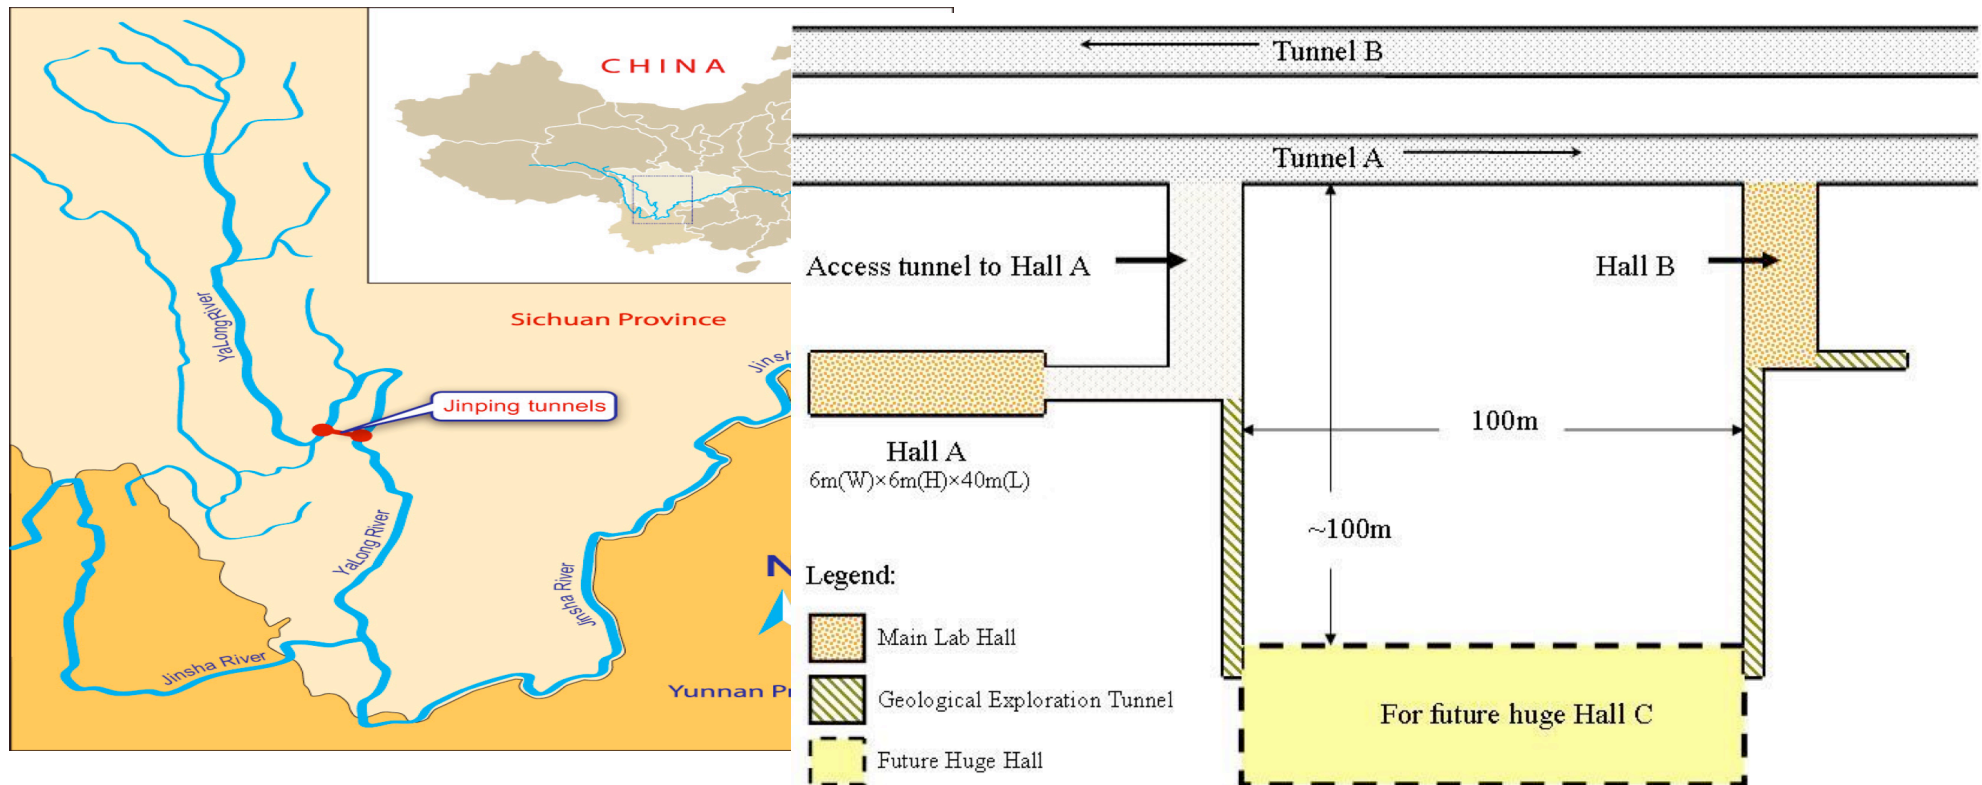 CHINA
Sichuan Province
YaLongRiver
Jinping tunnels
YaLong River
Jinsha River
Jinsha River
Tunnel B
Tunnel A
Access tunnel to Hall A
Hall B
100m
Hall A
6m(W)×6m(H)×40m(L)
~100m
Legend:
Main Lab Hall
Geological Exploration Tunnel
Future Huge Hall
For future huge Hall C
N
Yunnan